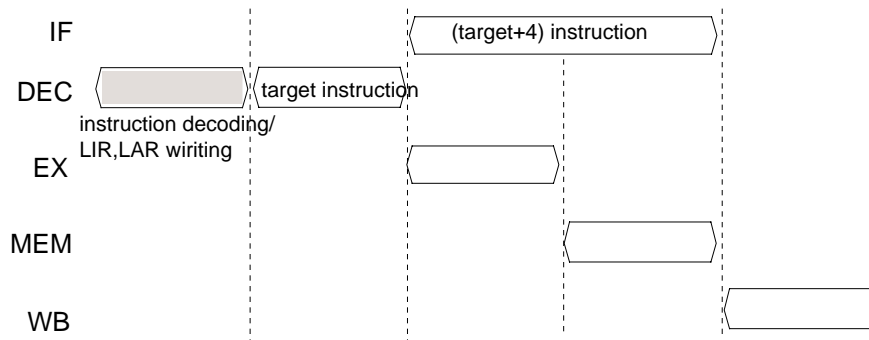 IF
(target+4) instruction
DEC
target instruction
instruction decoding/
LIR,LAR wiriting
EX
MEM
WB